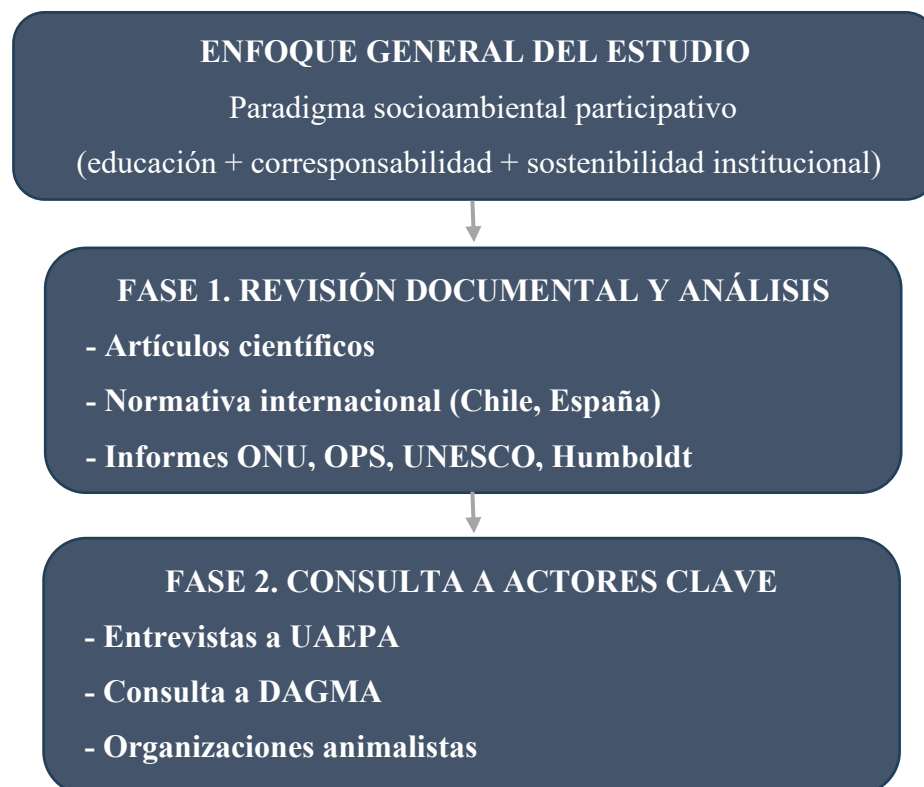 ENFOQUE GENERAL DEL ESTUDIO
Paradigma socioambiental participativo
(educación + corresponsabilidad + sostenibilidad institucional)
FASE 1. REVISIÓN DOCUMENTAL Y ANÁLISIS
- Artículos científicos
- Normativa internacional (Chile, España)
- Informes ONU, OPS, UNESCO, Humboldt
FASE 2. CONSULTA A ACTORES CLAVE
- Entrevistas a UAEPA
- Consulta a DAGMA
- Organizaciones animalistas